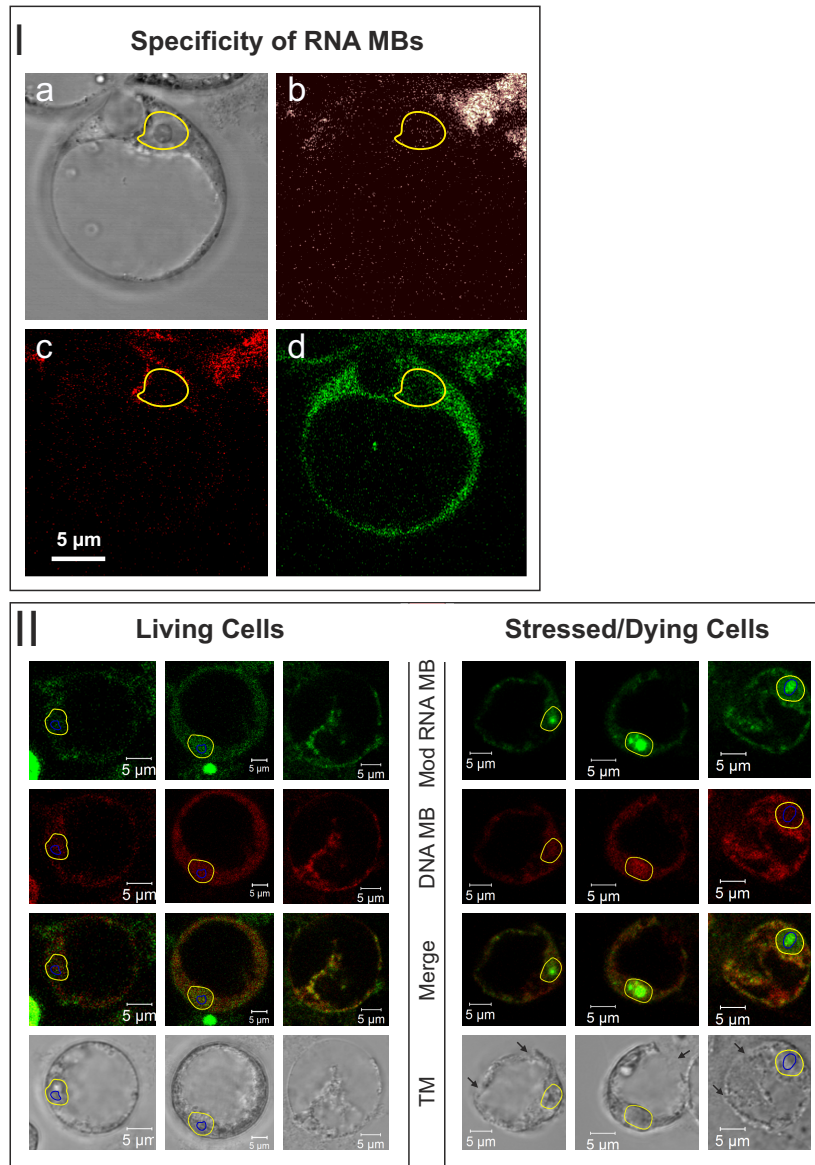 I
Specificity of RNA MBs
a
b
c
d
5 µm
II
Living Cells
Stressed/Dying Cells
Mod RNA MB
5 µm
5 µm
5 µm
5 µm
5 µm
5 µm
DNA MB
5 µm
5 µm
5 µm
5 µm
5 µm
5 µm
Merge
5 µm
5 µm
5 µm
5 µm
5 µm
5 µm
TM
5 µm
5 µm
5 µm
5 µm
5 µm
5 µm